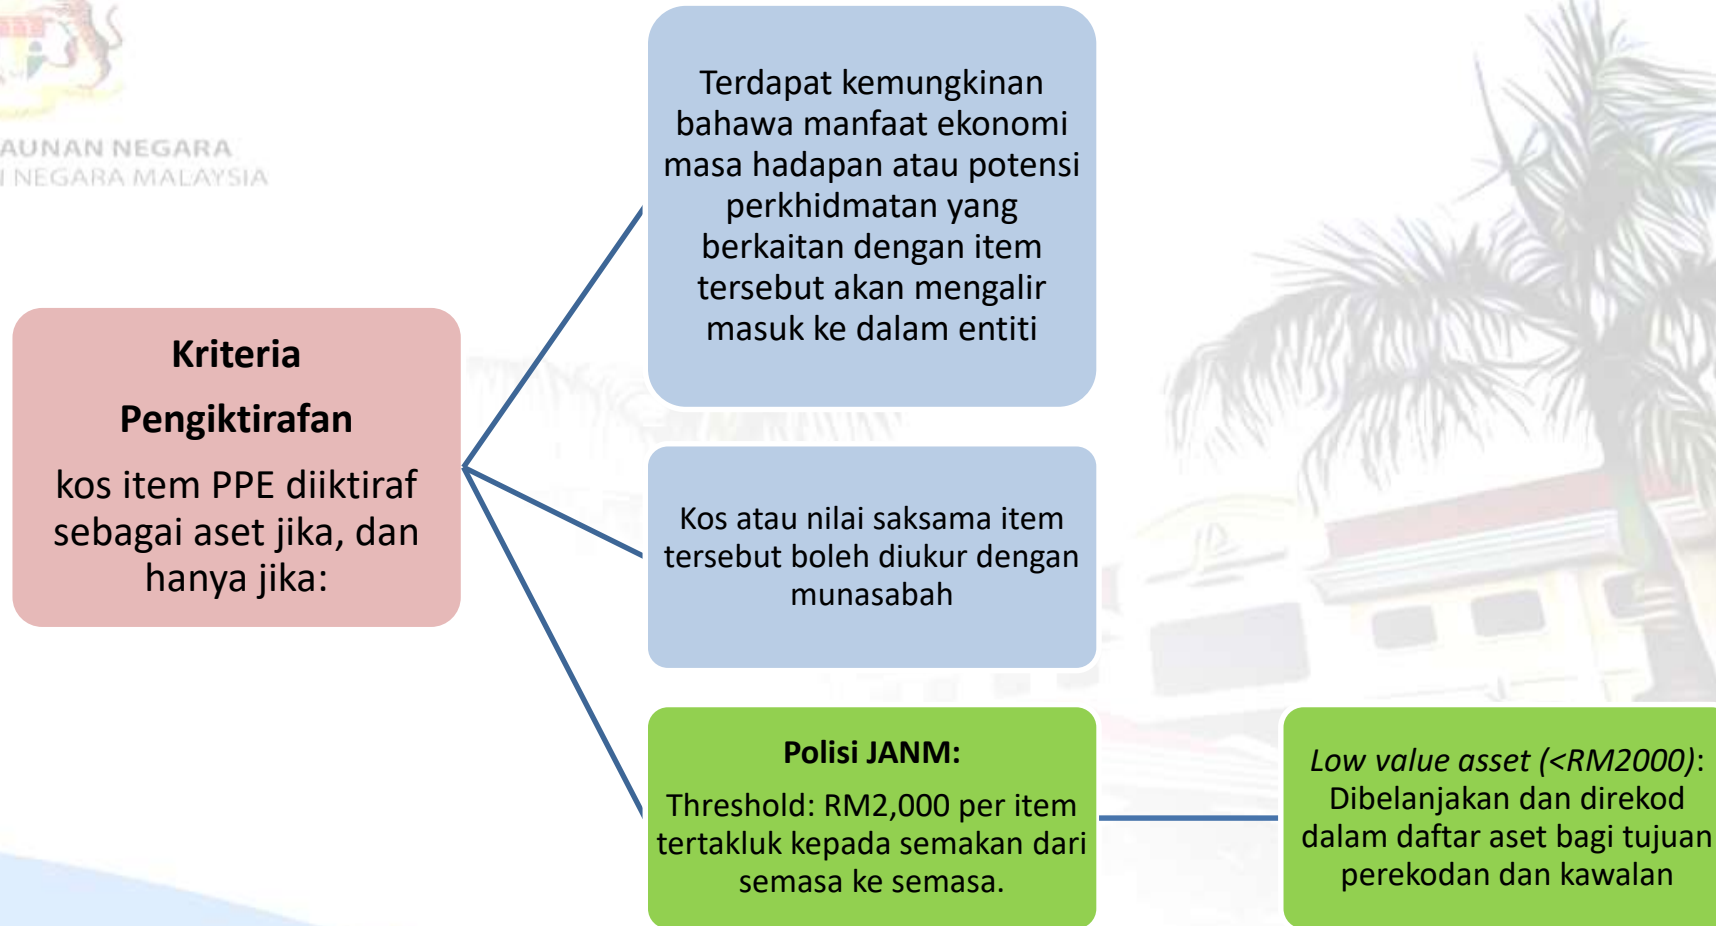 AUNAN NEGARA
NEGARA MALAYSIA
Kriteria
Pengiktirafan
kos item PPE diiktiraf
sebagai aset jika, dan
hanya jika:
Terdapat kemungkinan
bahawa manfaat ekonomi
masa hadapan atau potensi
perkhidmatan yang
berkaitan dengan item
tersebut akan mengalir
masuk ke dalam entiti
Kos atau nilai saksama item
tersebut boleh diukur dengan
munasabah
Polisi JANM:
Threshold: RM2,000 per item
tertakluk kepada semakan dari
semasa ke semasa.
Low value asset (<RM2000):
Dibelanjakan dan direkod
dalam daftar aset bagi tujuan
perekodan dan kawalan